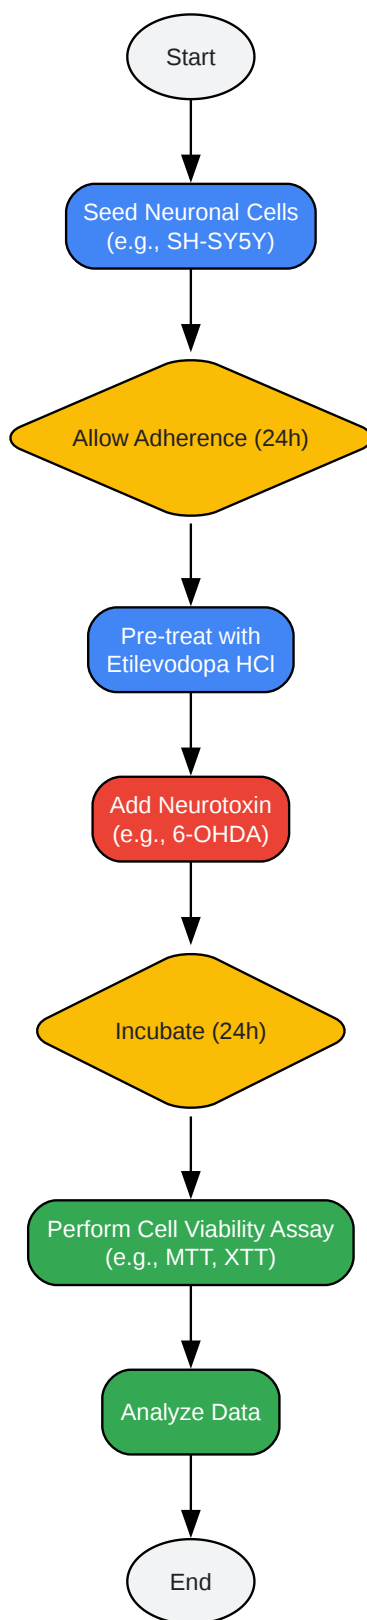 Start
Seed Neuronal Cells
(e.g., SH-SY5Y)
Allow Adherence (24h)
Pre-treat with
Etilevodopa HCl
Add Neurotoxin
(e.g., 6-OHDA)
Incubate (24h)
Perform Cell Viability Assay
(e.g., MTT, XTT)
Analyze Data
End